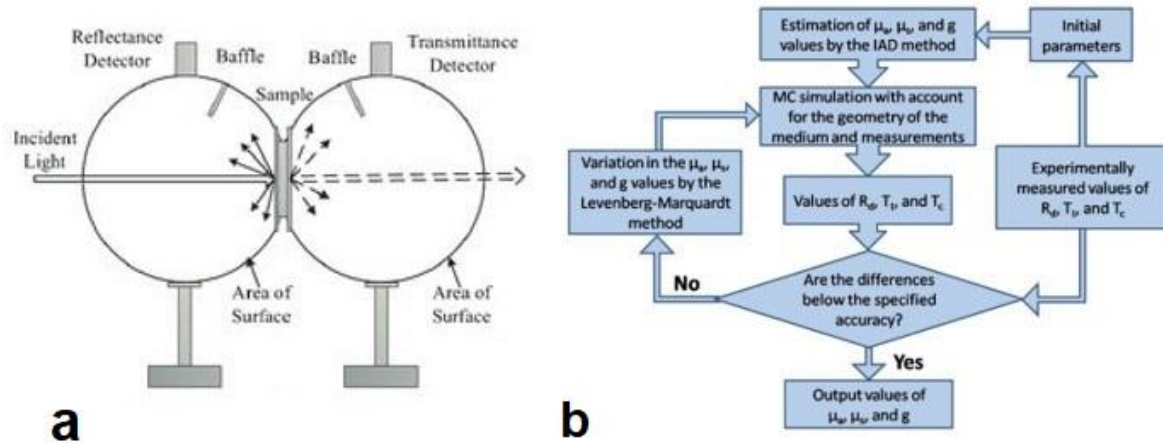 Reflectance
Detector
Baffle
Baffle
Transmittance
Detector
Sample
Incident
Light
Area of
Surface
Area of
Surface
a
Estimation of μa, μs, and g
values by the IAD method
Initial
parameters
MC simulation with account
for the geometry of the
medium and measurements
Variation in the μa, μs,
and g values by the
Levenberg-Marquardt
method
Experimentally
measured values of
Rd, Tt, and Tc
Values of Rd, Tt, and Tc
Are the differences
below the specified
accuracy?
No
Yes
Output values of
μa, μs, and g
b